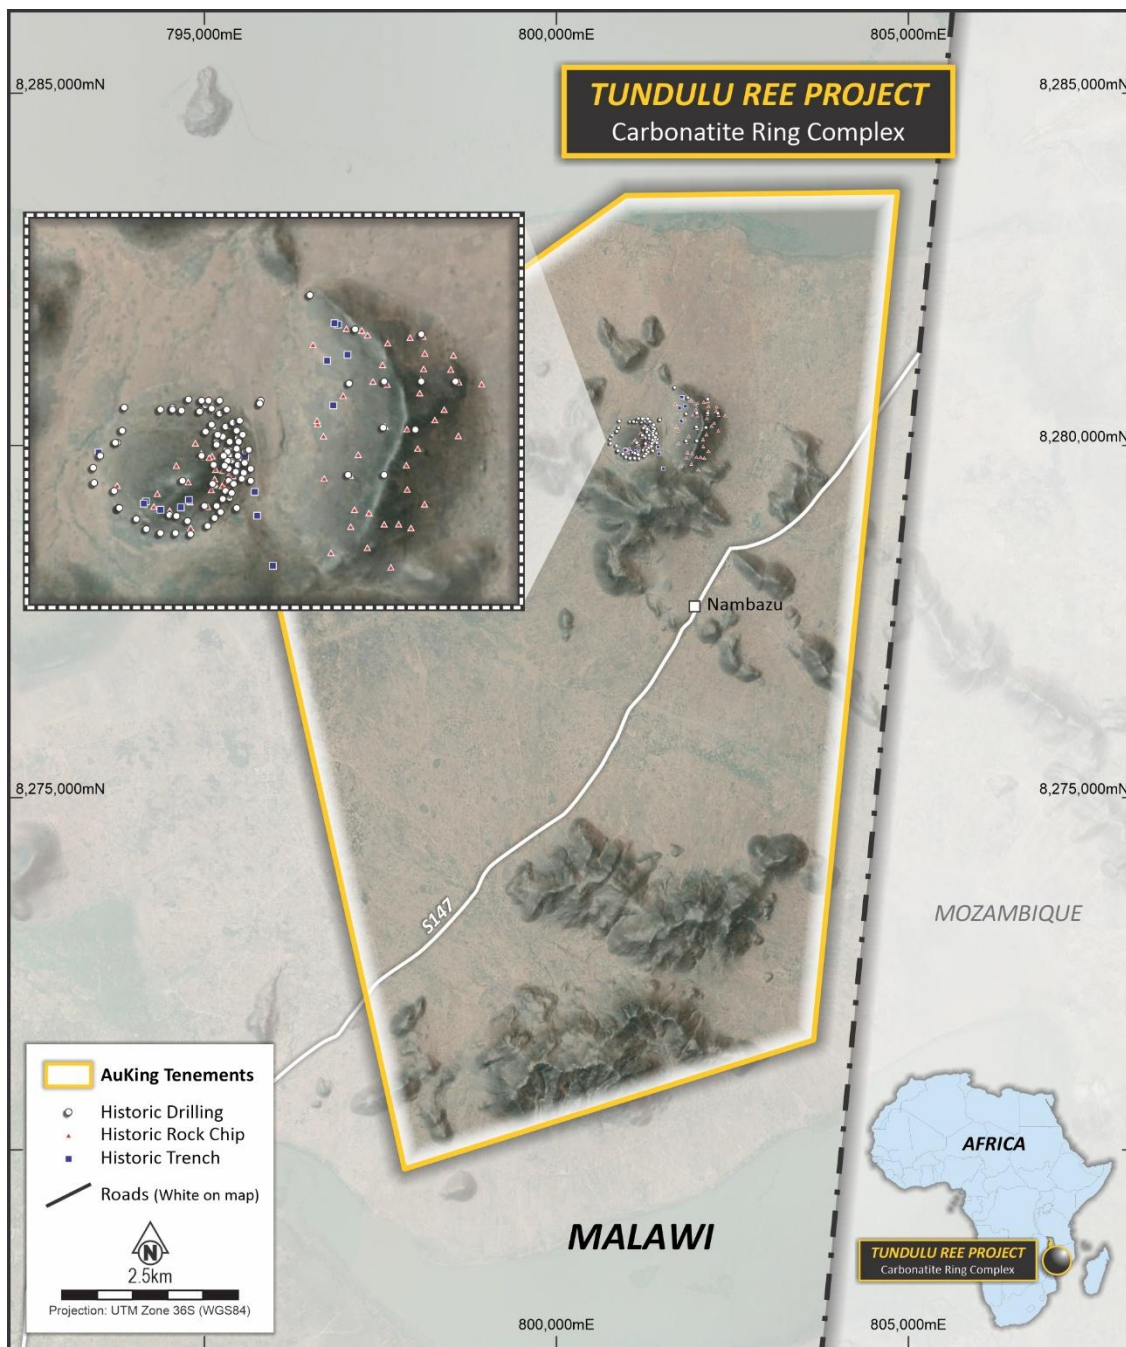 795,000mE
800,000mE
805,000mE
8,285,000mN
8,285,000mN
TUNDULU REE PROJECT
Carbonatite Ring Complex
8,280,000mN
Nambazu
8,275,000mN
8,275,000mN
S147
MOZAMBIQUE
AuKing Tenements
Historic Drilling
Historic Rock Chip
Historic Trench
Roads (White on map)
N
2.5km
Projection: UTM Zone 36S (WGS84)
MALAWI
AFRICA
TUNDULU REE PROJECT
Carbonatite Ring Complex
800,000mE
805,000mE